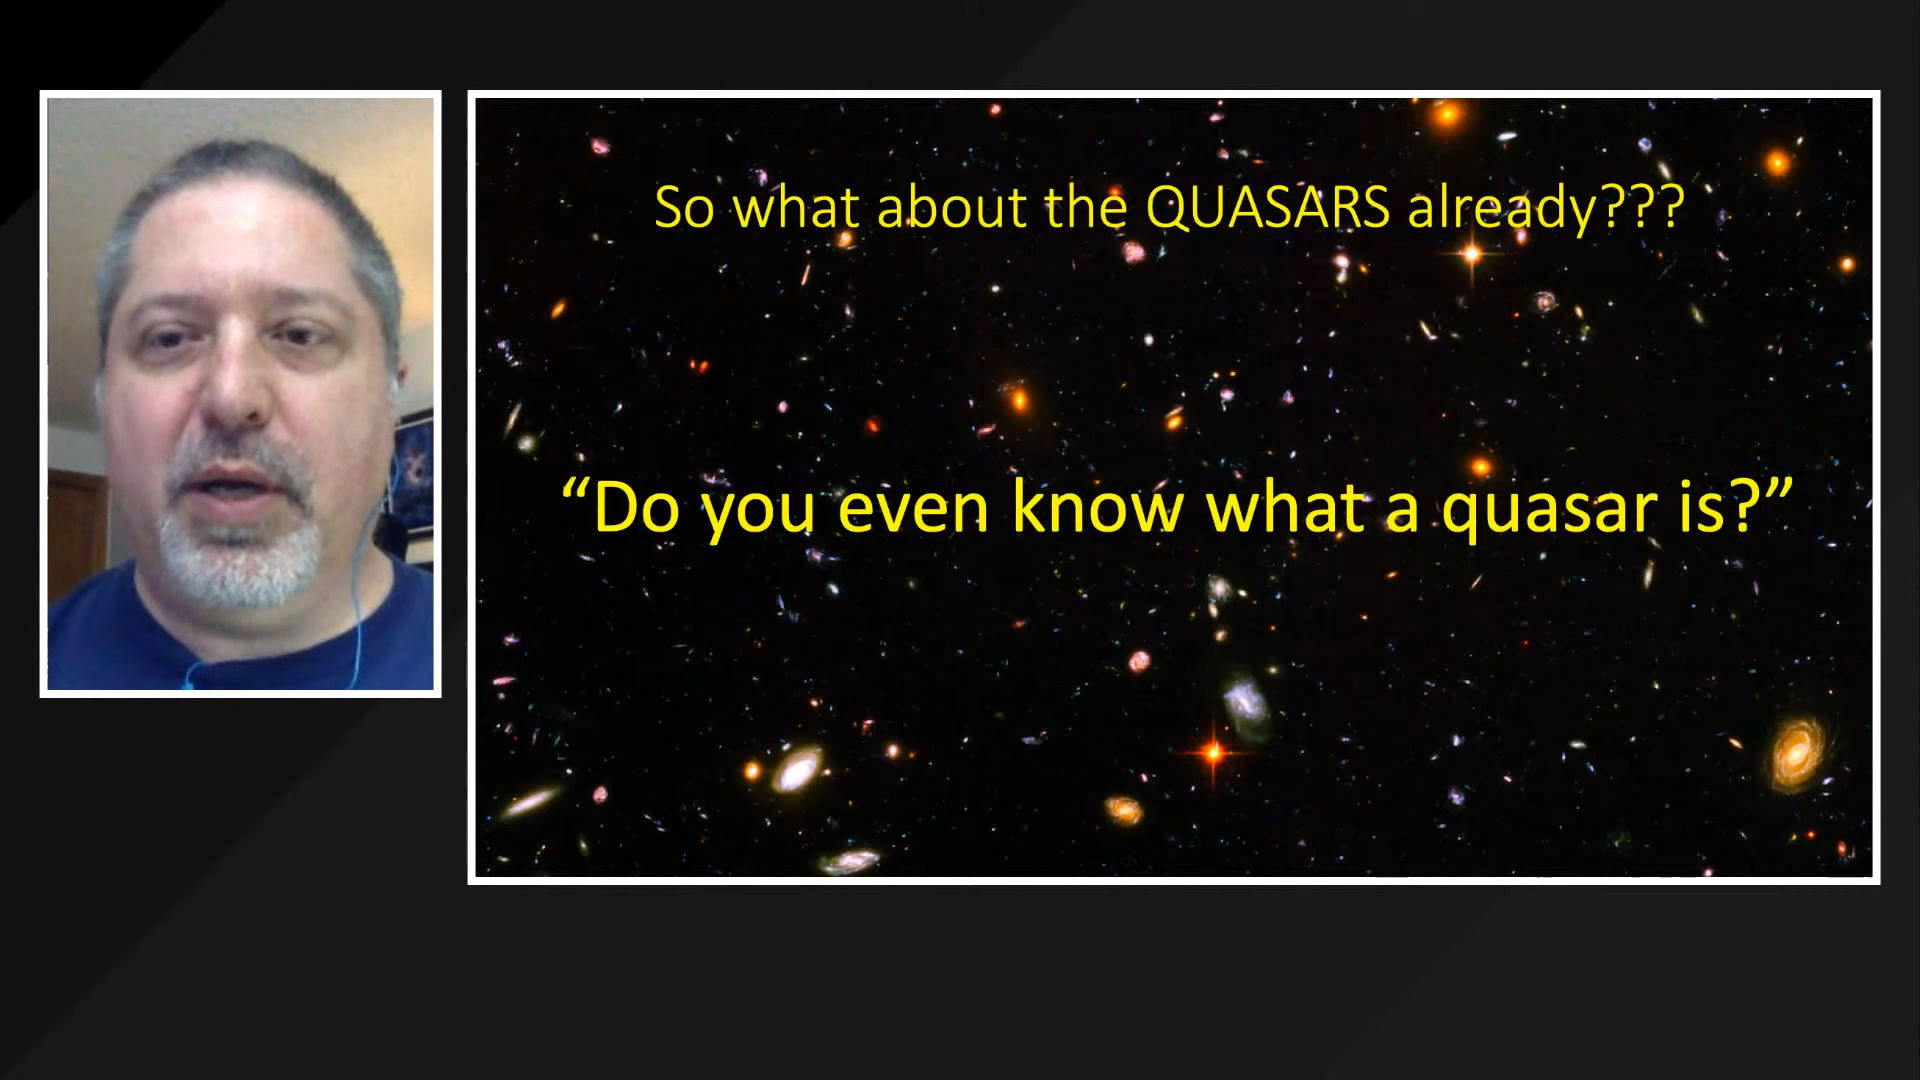 So what about the QUASARS already???
“Do you even know what a quasar is?”